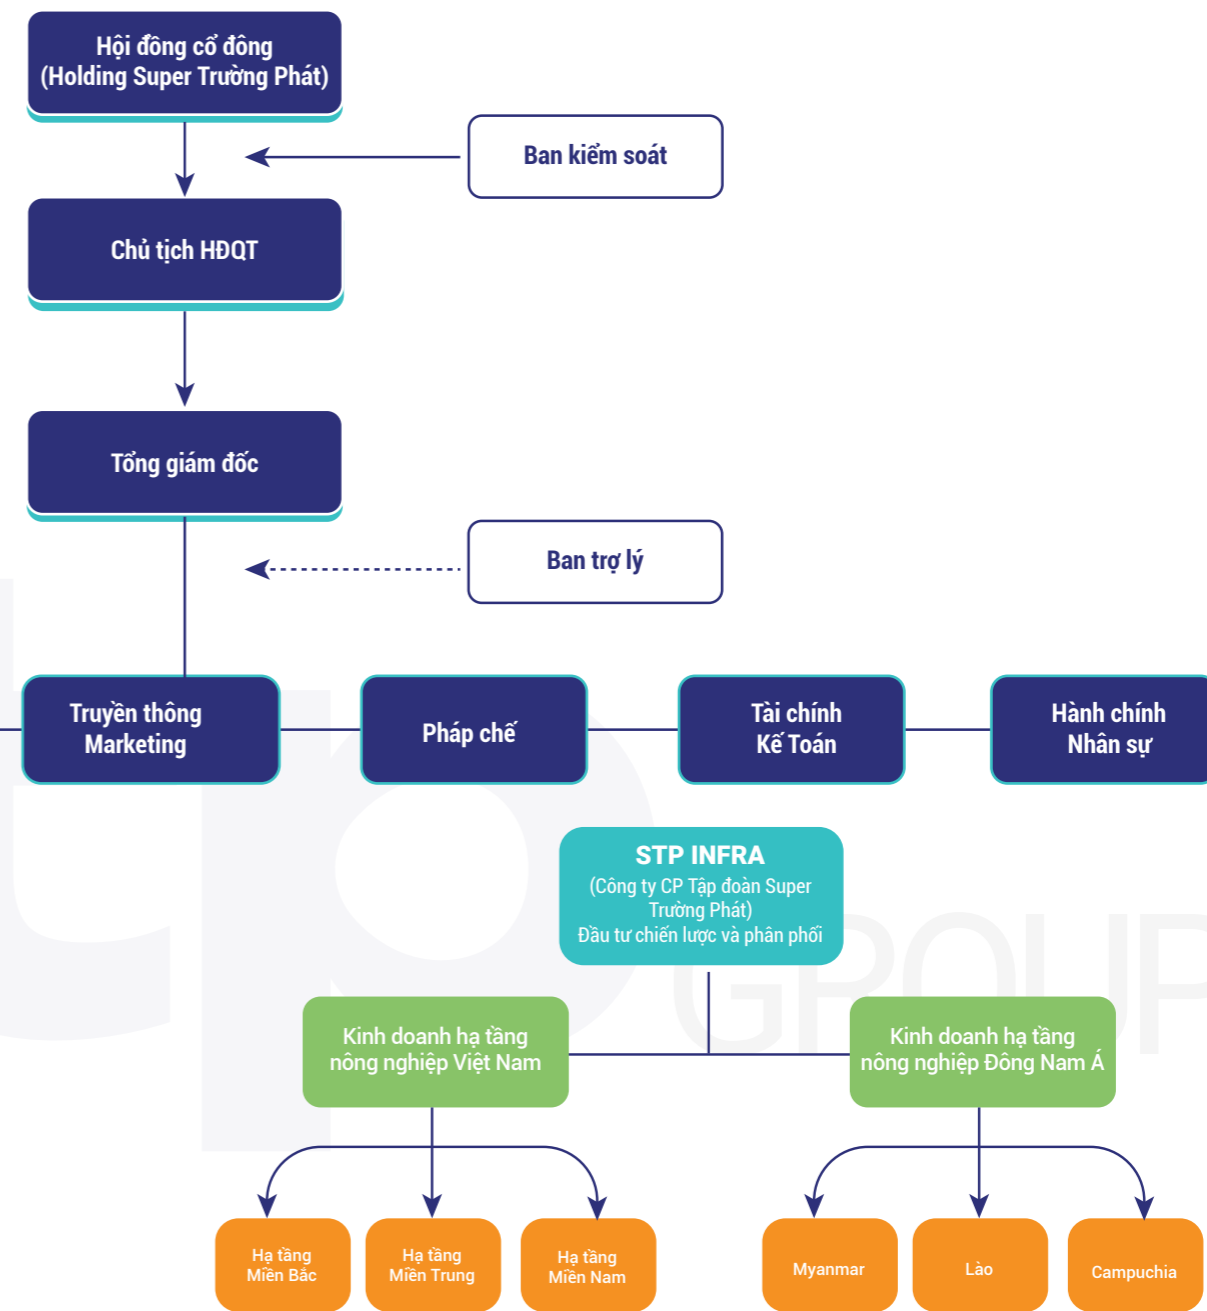 Hội đồng cổ đông
(Holding Super Trường Phát)
Ban kiểm soát
Chủ tịch HĐQT
Tổng giám đốc
Ban trợ lý
Truyền thông
Marketing
Pháp chế
Tài chính
Kế Toán
Hành chính
Nhân sự
STP INFRA
(Công ty CP Tập đoàn Super
Trường Phát)
Đầu tư chiến lược và phân phối
tp GROUP
Kinh doanh hạ tầng
nông nghiệp Việt Nam
Kinh doanh hạ tầng
nông nghiệp Đông Nam Á
Hạ tầng
Miền Bắc
Hạ tầng
Miền Trung
Hạ tầng
Miền Nam
Myanmar
Lào
Campuchia